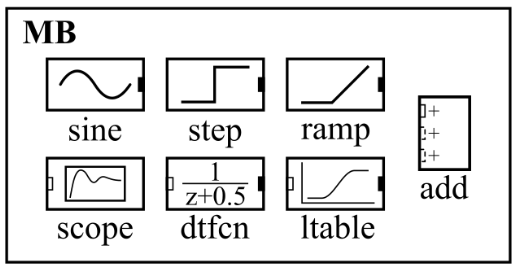 MB
sine step ramp
+
+
+
add
1
z+0.5
scope dtfcn ltable